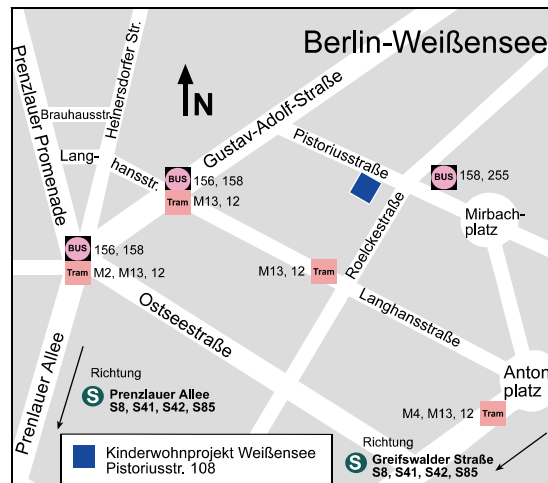 Berlin-Weißensee
Prenzlauer Promenade
Heinersdorfer Str.
Brauhausstr.
Lang-
hansstr.
N
Gustav-Adolf-Straße
Pistoriusstraße
BUS 156, 158
Tram M13, 12
BUS 158, 255
Mirbach-
platz
Roelckestraße
BUS 156, 158
Tram M2, M13, 12
M13, 12 Tram
Langhansstraße
Ostseestraße
Prenlauer Allee
Anton
platz
Richtung
S Prenzlauer Allee
S8, S41, S42, S85
M4, M13, 12 Tram
Richtung
S Greifswalder Straße
S8, S41, S42, S85
Kinderwohnprojekt Weißensee
Pistoriusstr. 108